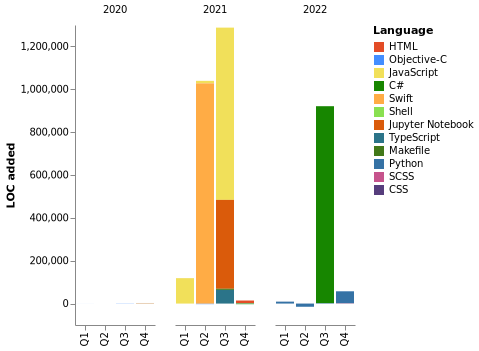 2020
2021
2022
Language
HTML
Objective-C
JavaScript
C#
Swift
Shell
Jupyter Notebook
TypeScript
Makefile
Python
SCSS
CSS
LOC added
1,200,000
1,000,000
800,000
600,000
400,000
200,000
0
Q1
Q2
Q3
Q4
Q1
Q2
Q3
Q4
Q1
Q2
Q3
Q4